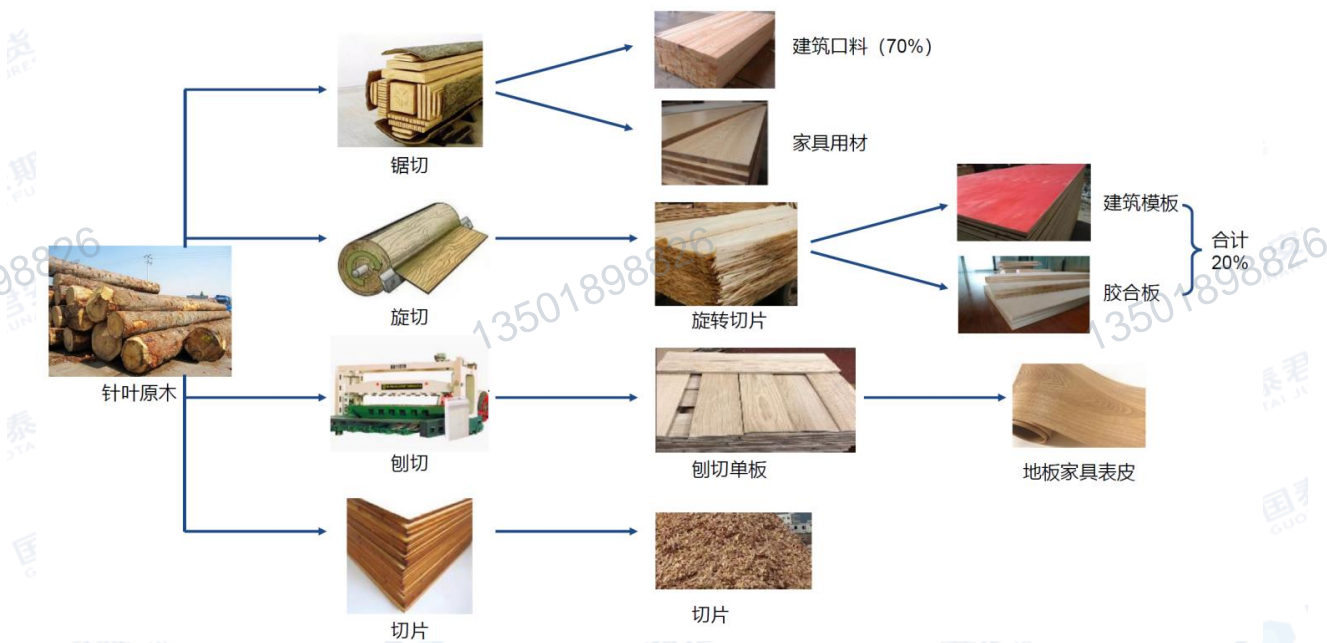 建筑口料（70%）
锯切
家具用材
建筑模板
合计
20%
胶合板
旋切
旋转切片
针叶原木
刨切
刨切单板
地板家具表皮
切片
切片
13501898826
13501898826
98826